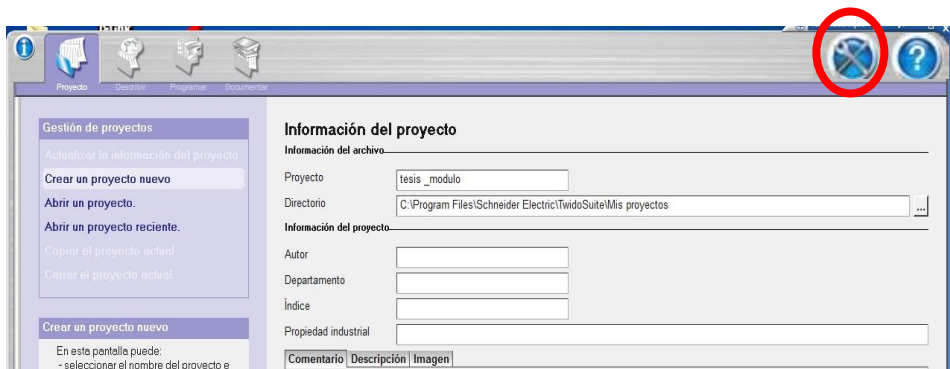 Proyecto Describir Programar Documentar
Gestión de proyectos
Actualizar la información del proyecto
Crear un proyecto nuevo
Abrir un proyecto.
Abrir un proyecto reciente.
Copiar el proyecto actual.
Cerrar el proyecto actual.
Crear un proyecto nuevo
En esta pantalla puede:
- seleccionar el nombre del proyecto e
Información del proyecto
Información del archivo
Proyecto tesis _modulo
Directorio C:\Program Files\Schneider Electric\TwidoSuite\Mis proyectos ...
Información del proyecto
Autor
Departamento
Índice
Propiedad industrial
Comentario Descripción Imagen